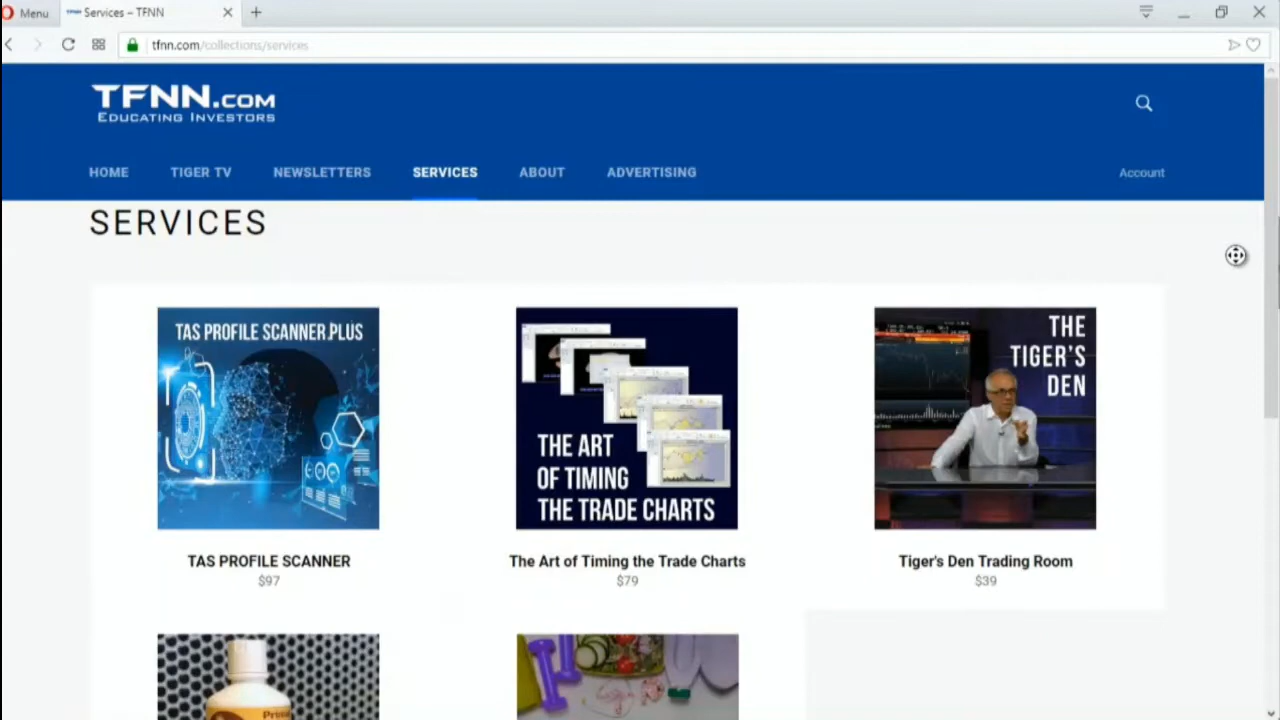 Menu
Services – TFNN
tfnn.com/collections/services
TFNN.COM
EDUCATING INVESTORS
HOME
TIGER TV
NEWSLETTERS
SERVICES
ABOUT
ADVERTISING
Account
SERVICES
TAS PROFILE SCANNER PLUS
THE ART
OF TIMING
THE TRADE CHARTS
THE
TIGER'S
DEN
TAS PROFILE SCANNER
$97
The Art of Timing the Trade Charts
$79
Tiger's Den Trading Room
$39